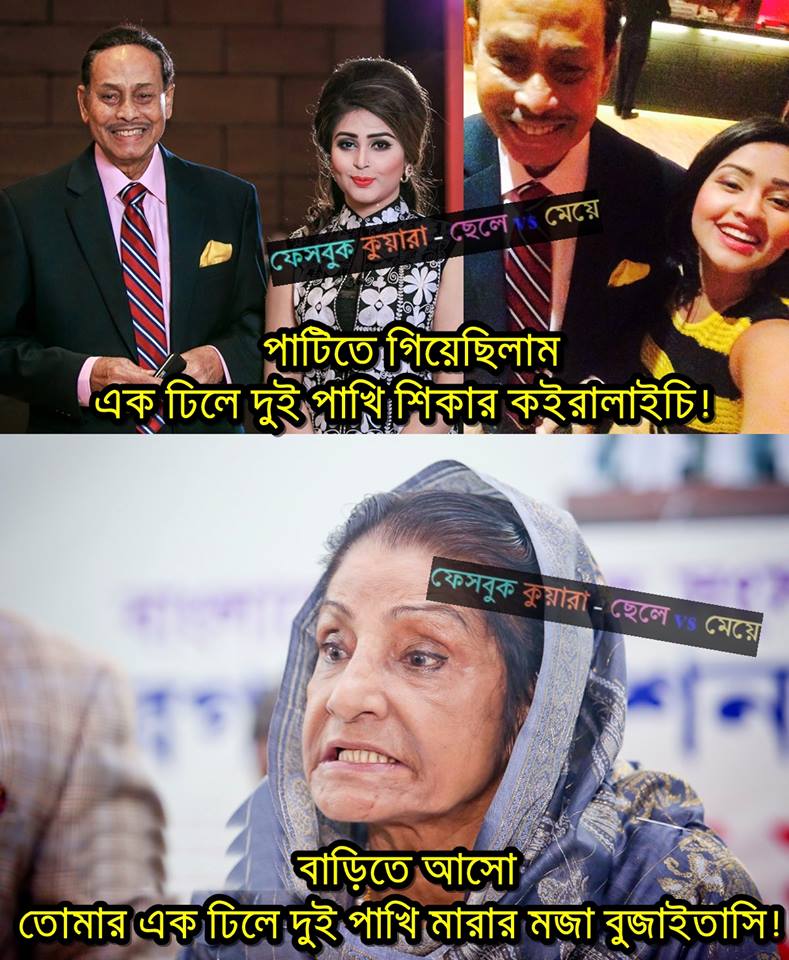 ফেসবুক কুয়ারা - ছেলে vs মেয়ে
পাটিতে গিয়েছিলাম
এক ঢিলে দুই পাখি শিকার কইরালাইচি!
ফেসবুক কুয়ারা - ছেলে vs মেয়ে
বাড়িতে আসো
তোমার এক ঢিলে দুই পাখি মারার মজা বুজাইতাসি!